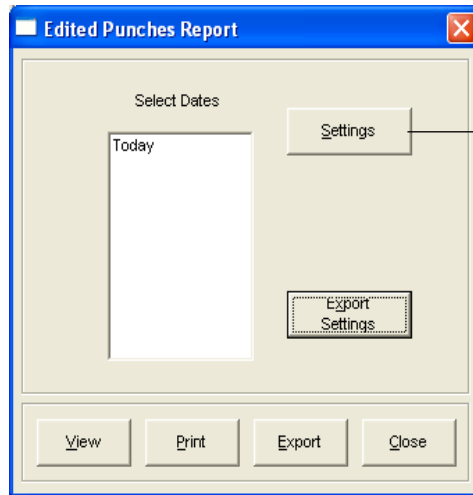 Edited Punches Report
Select Dates
Settings
Today
Export
Settings
View
Print
Export
Close